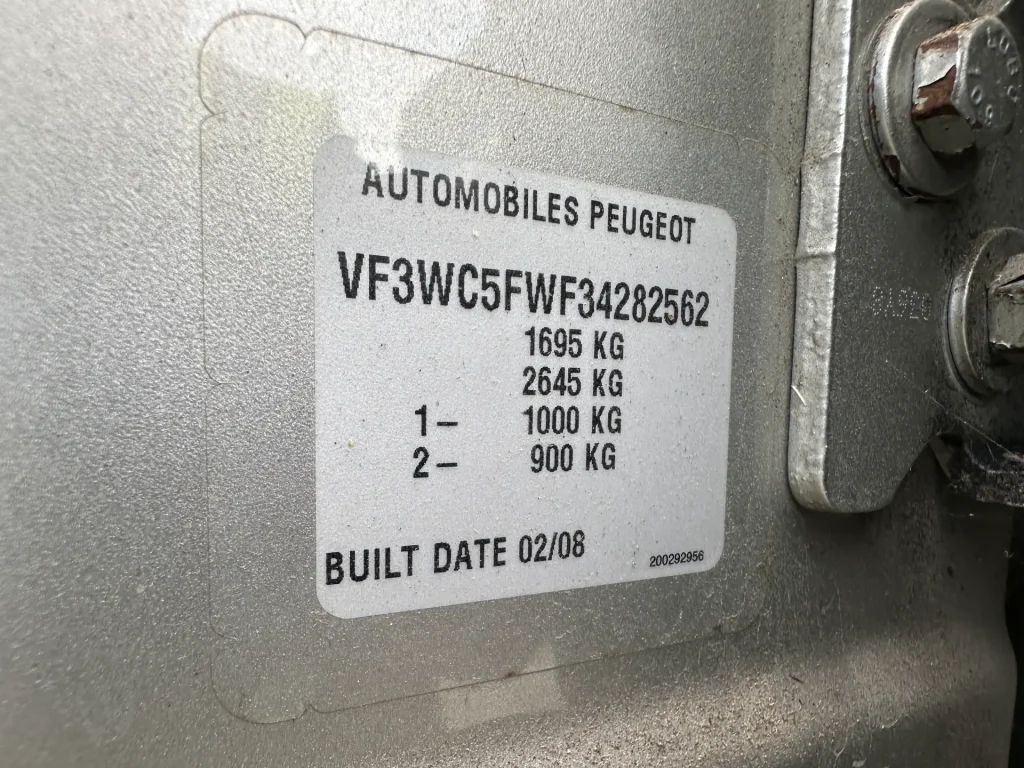 AUTOMOBILES PEUGEOT
VF3WC5FWF34282562
1695 KG
2645 KG
1– 1000 KG
2– 900 KG
BUILT DATE 02/08
200292956